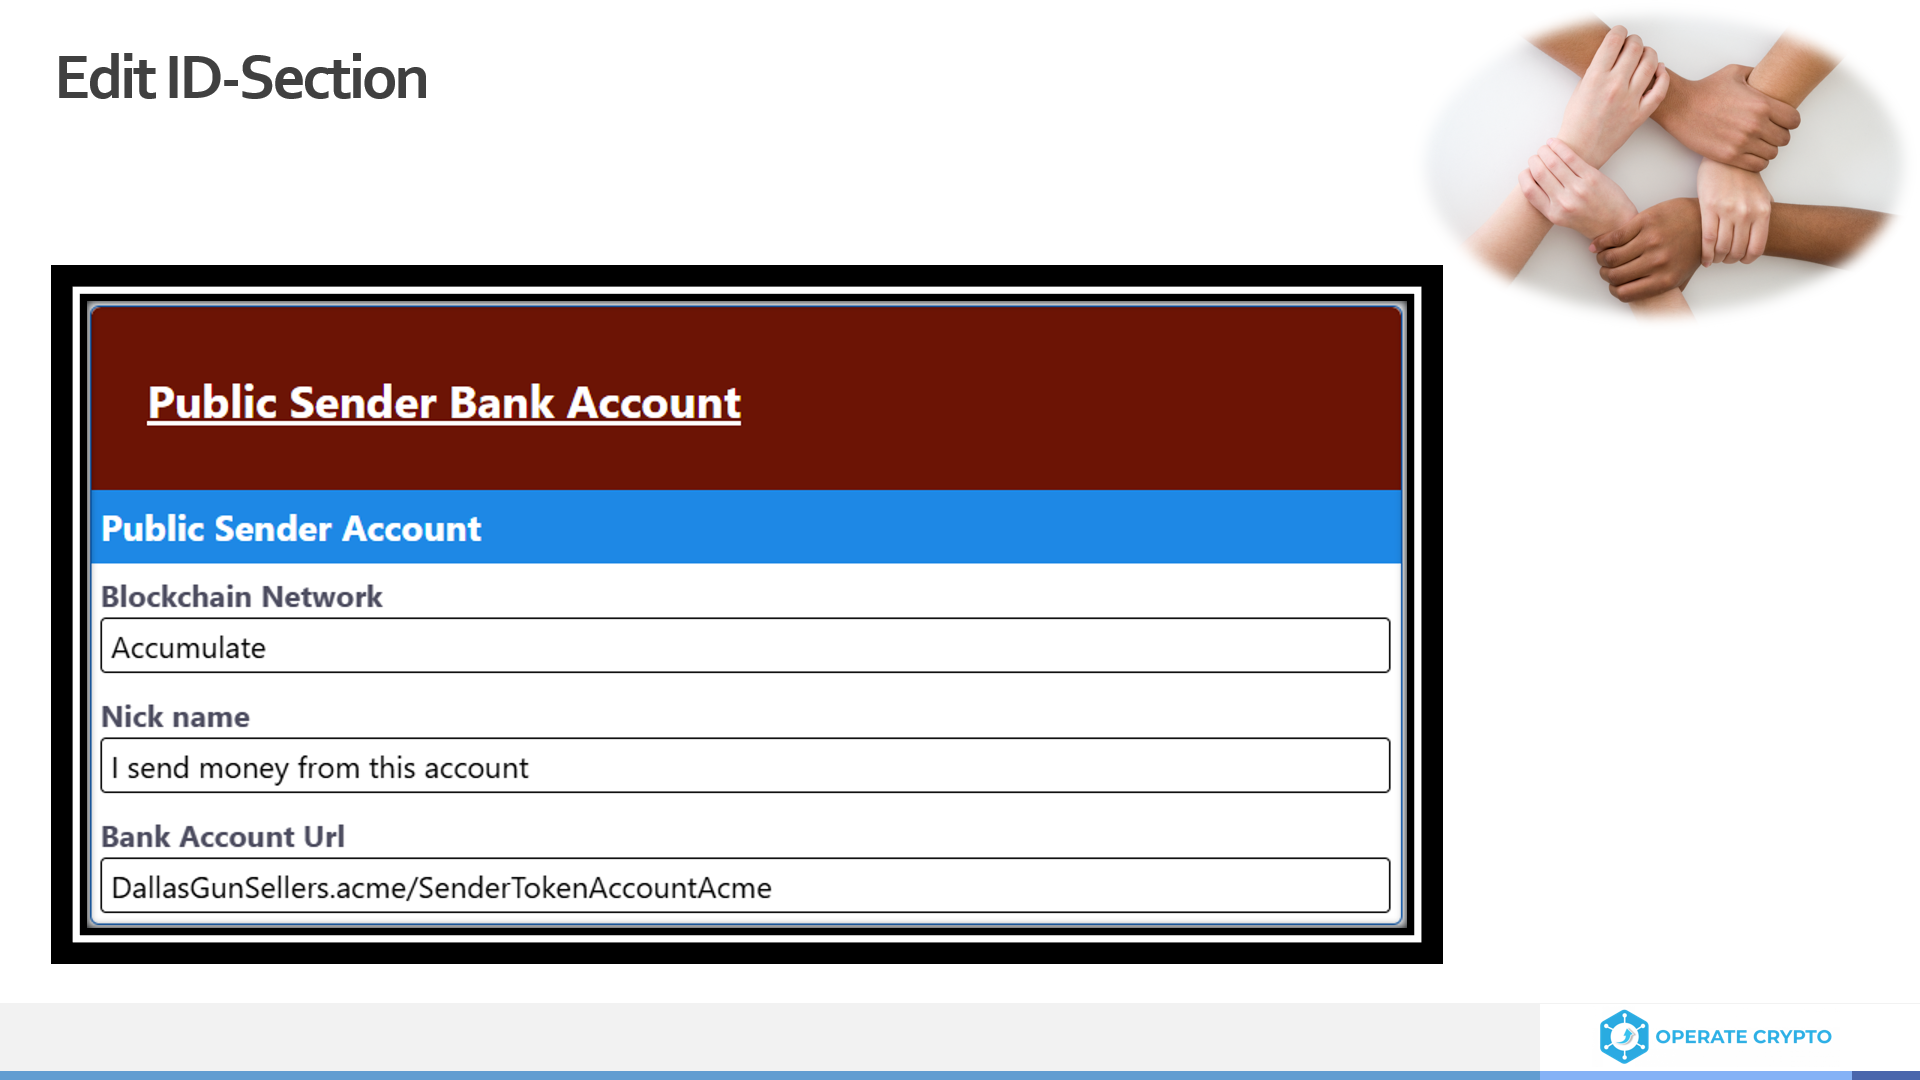 Edit ID-Section
Public Sender Bank Account
Public Sender Account
Blockchain Network
Accumulate
Nick name
I send money from this account
Bank Account Url
DallasGunSellers.acme/SenderTokenAccountAcme
OPERATE CRYPTO